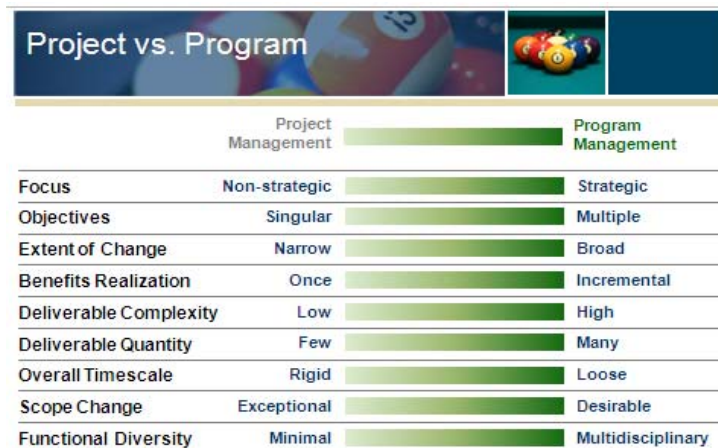 Project vs. Program
Project
Management
Program
Management
Focus Non-strategic Strategic
Objectives Singular Multiple
Extent of Change Narrow Broad
Benefits Realization Once Incremental
Deliverable Complexity Low High
Deliverable Quantity Few Many
Overall Timescale Rigid Loose
Scope Change Exceptional Desirable
Functional Diversity Minimal Multidisciplinary